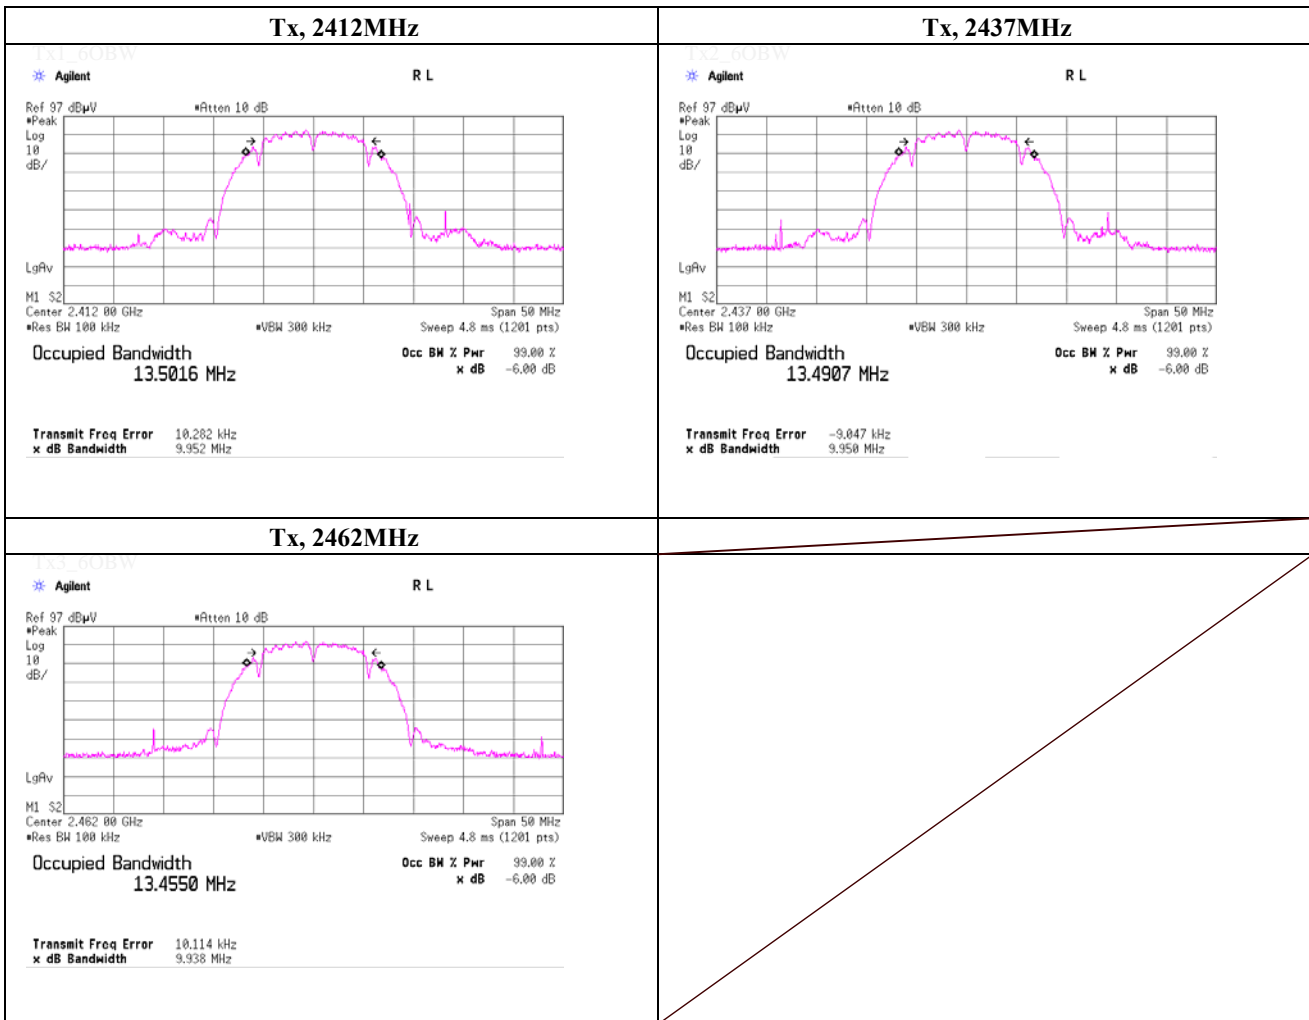 Tx, 2412MHz
Tx1_6OBW
Agilent R L
Ref 97 dBµV #Atten 10 dB
#Peak
Log
10
dB/
LgAv
M1 S2
Center 2.412 00 GHz Span 50 MHz
#Res BW 100 kHz #VBW 300 kHz Sweep 4.8 ms (1201 pts)
Occupied Bandwidth Occ BW % Pwr 99.00 %
13.5016 MHz x dB -6.00 dB
Transmit Freq Error 10.282 kHz
x dB Bandwidth 9.952 MHz
Tx, 2437MHz
Tx2_6OBW
Agilent R L
Ref 97 dBµV #Atten 10 dB
#Peak
Log
10
dB/
LgAv
M1 S2
Center 2.437 00 GHz Span 50 MHz
#Res BW 100 kHz #VBW 300 kHz Sweep 4.8 ms (1201 pts)
Occupied Bandwidth Occ BW % Pwr 99.00 %
13.4907 MHz x dB -6.00 dB
Transmit Freq Error -9.047 kHz
x dB Bandwidth 9.950 MHz
Tx, 2462MHz
Tx3_6OBW
Agilent R L
Ref 97 dBµV #Atten 10 dB
#Peak
Log
10
dB/
LgAv
M1 S2
Center 2.462 00 GHz Span 50 MHz
#Res BW 100 kHz #VBW 300 kHz Sweep 4.8 ms (1201 pts)
Occupied Bandwidth Occ BW % Pwr 99.00 %
13.4550 MHz x dB -6.00 dB
Transmit Freq Error 10.114 kHz
x dB Bandwidth 9.938 MHz